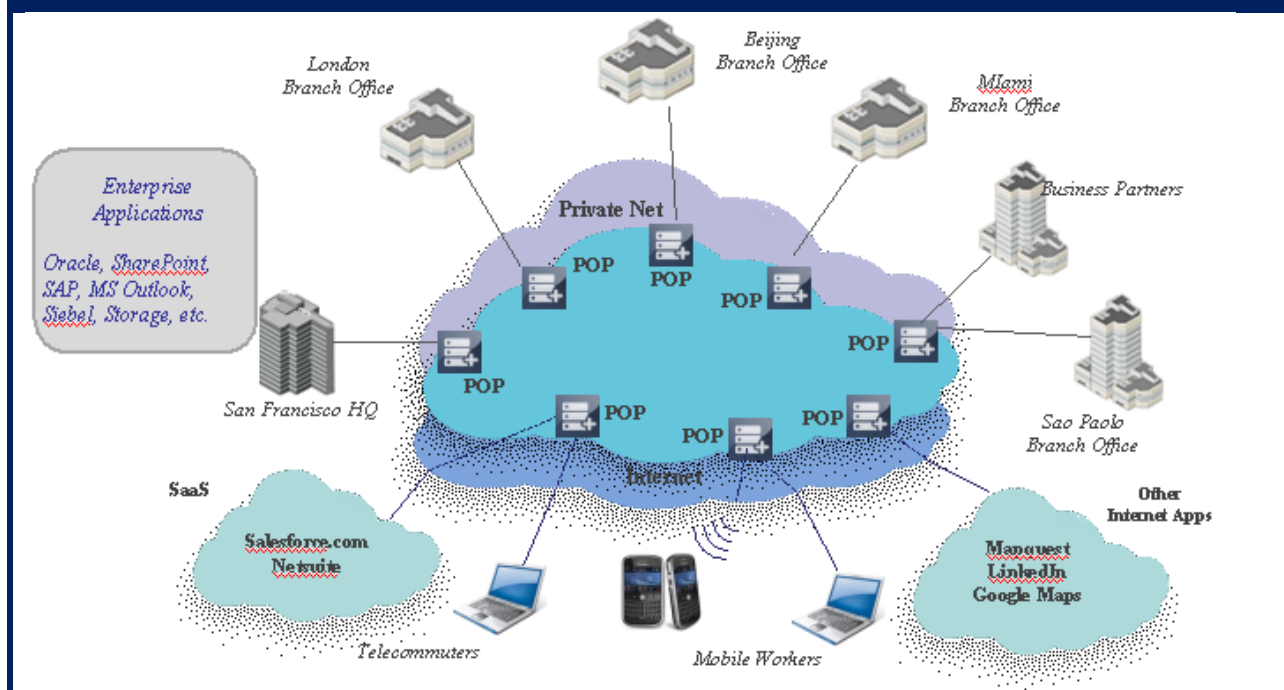 Beijing
Branch Office
London
Branch Office
MIami
Branch Office
Enterprise
Applications
Oracle, SharePoint,
SAP, MS Outlook,
Siebel, Storage, etc.
Business Partners
Private Net
POP
POP
POP
POP
POP
San Francisco HQ
POP
POP
POP
Sao Paolo
Branch Office
Internet
SaaS
Salesforce.com
Netsuite
Other
Internet Apps
Mapquest
LinkedIn
Google Maps
Telecommuters
Mobile Workers